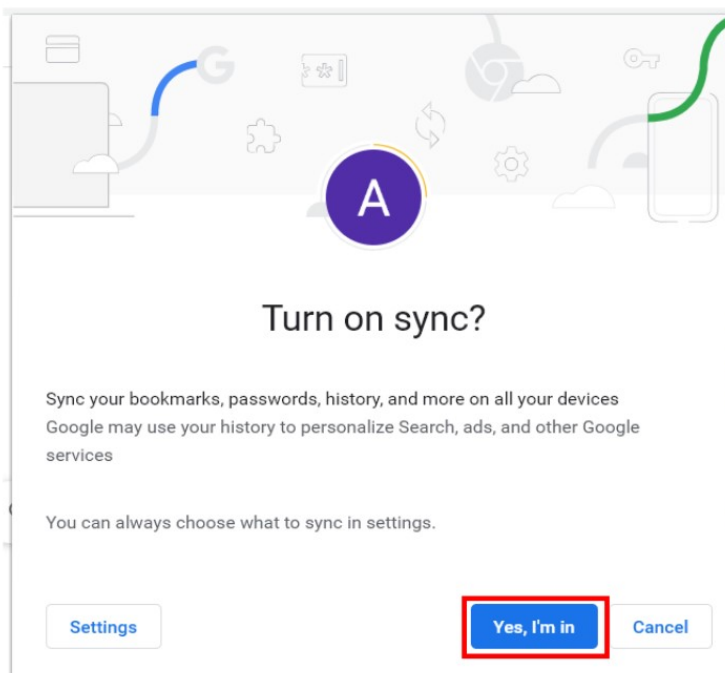 A
Turn on sync?
Sync your bookmarks, passwords, history, and more on all your devices
Google may use your history to personalize Search, ads, and other Google
services
You can always choose what to sync in settings.
Settings
Yes, I'm in
Cancel